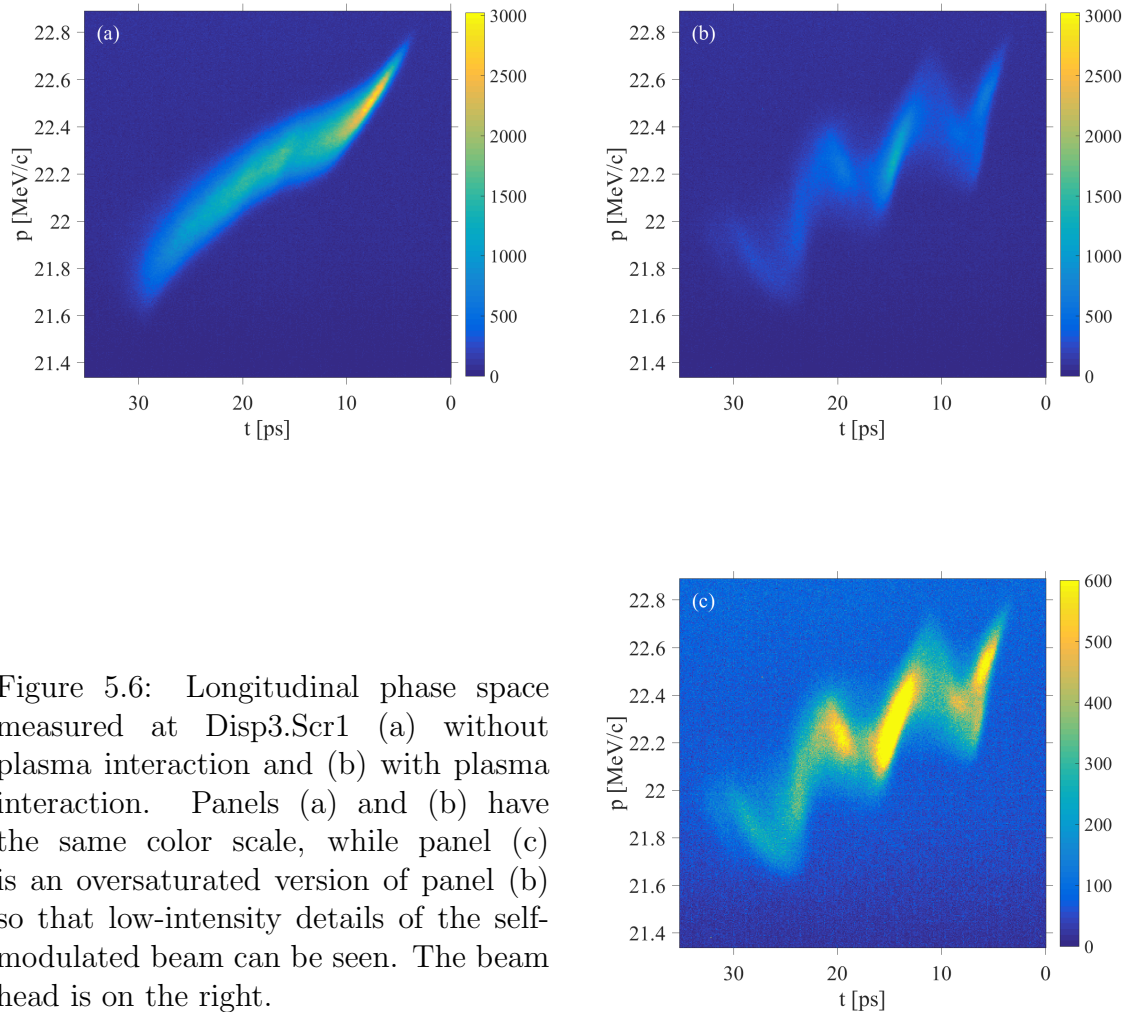 (a)
22.8
22.6
22.4
22.2
22
21.8
21.6
21.4
p [MeV/c]
30 20 10 0
t [ps]
3000
2500
2000
1500
1000
500
0
(b)
22.8
22.6
22.4
22.2
22
21.8
21.6
21.4
p [MeV/c]
30 20 10 0
t [ps]
3000
2500
2000
1500
1000
500
0
Figure 5.6: Longitudinal phase space
measured at Disp3.Scr1 (a) without
plasma interaction and (b) with plasma
interaction. Panels (a) and (b) have
the same color scale, while panel (c)
is an oversaturated version of panel (b)
so that low-intensity details of the self-
modulated beam can be seen. The beam
head is on the right.
(c)
22.8
22.6
22.4
22.2
22
21.8
21.6
21.4
p [MeV/c]
30 20 10 0
t [ps]
600
500
400
300
200
100
0